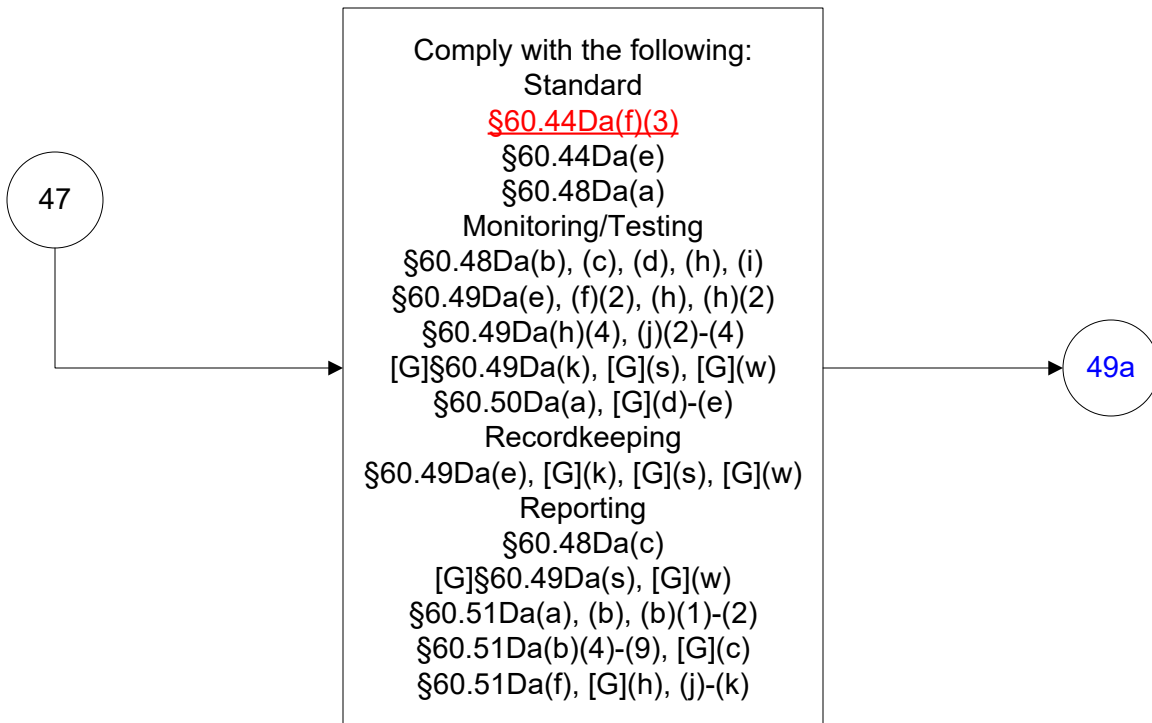 47
Comply with the following:
Standard
§60.44Da(f)(3)
§60.44Da(e)
§60.48Da(a)
Monitoring/Testing
§60.48Da(b), (c), (d), (h), (i)
§60.49Da(e), (f)(2), (h), (h)(2)
§60.49Da(h)(4), (j)(2)-(4)
[G]§60.49Da(k), [G](s), [G](w)
§60.50Da(a), [G](d)-(e)
Recordkeeping
§60.49Da(e), [G](k), [G](s), [G](w)
Reporting
§60.48Da(c)
[G]§60.49Da(s), [G](w)
§60.51Da(a), (b), (b)(1)-(2)
§60.51Da(b)(4)-(9), [G](c)
§60.51Da(f), [G](h), (j)-(k)
49a